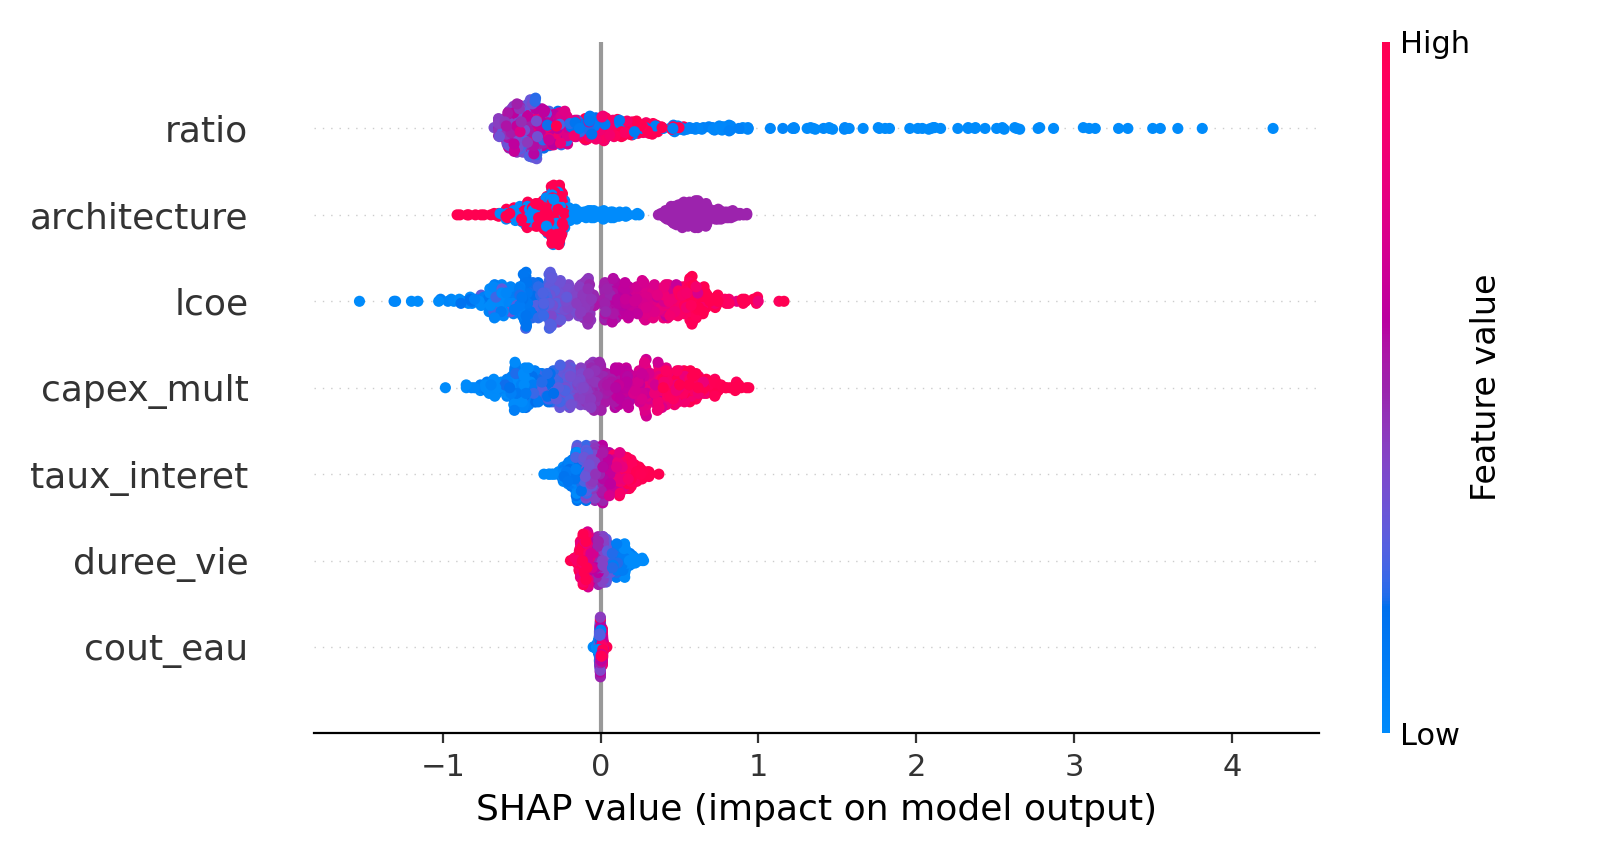 High
ratio
architecture
lcoe
capex_mult
taux_interet
duree_vie
cout_eau
Feature value
Low
−1 0 1 2 3 4
SHAP value (impact on model output)